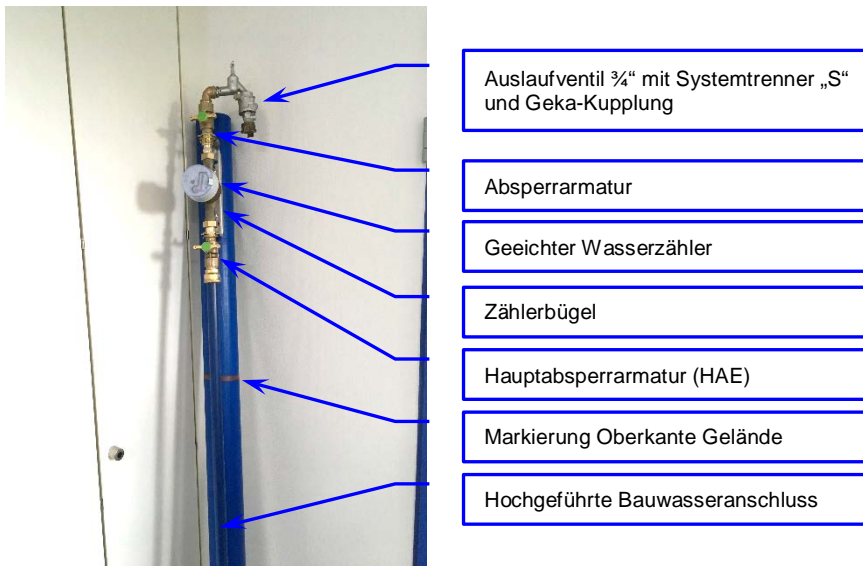 Auslaufventil ¾“ mit Systemtrenner „S“
und Geka-Kupplung
Absperrarmatur
Geeichter Wasserzähler
Zählerbügel
Hauptabsperrarmatur (HAE)
Markierung Oberkante Gelände
Hochgeführte Bauwasseranschluss